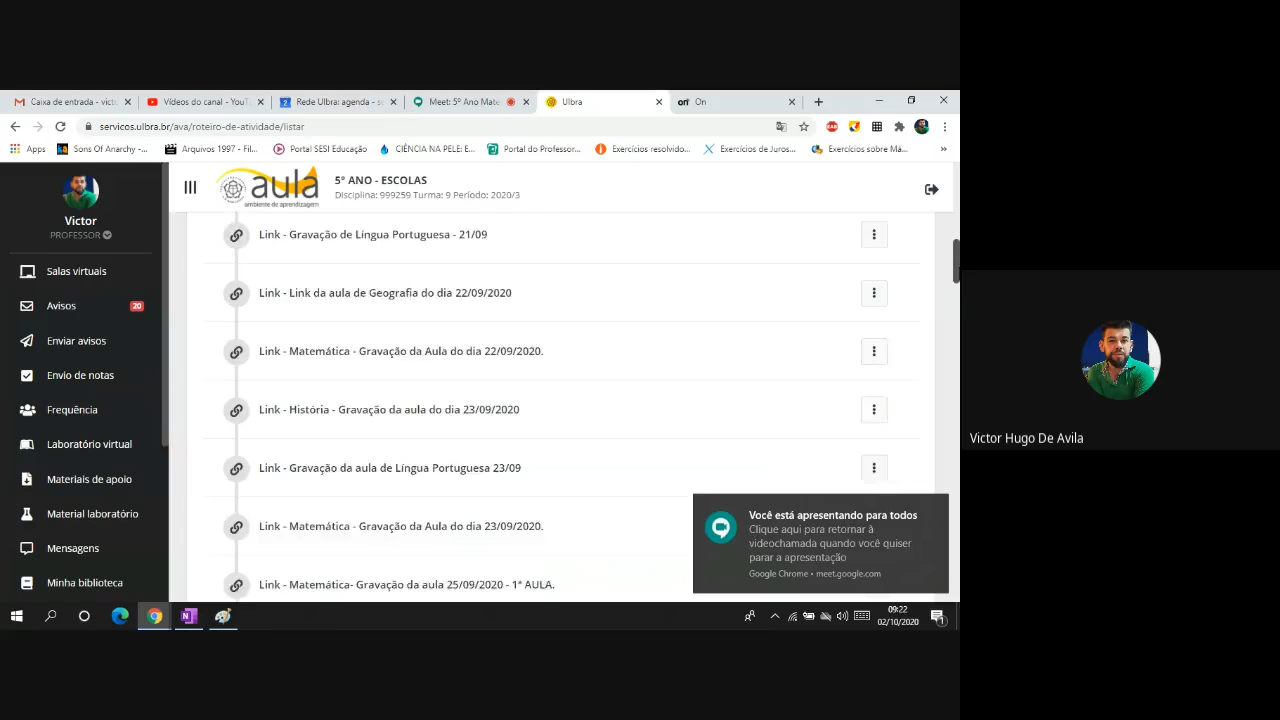 Caixa de entrada - victo
Vídeos do canal - YouT
Rede Ulbra: agenda - se
Meet: 5º Ano Mate
Ulbra
on
On
servicos.ulbra.br/ava/roteiro-de-atividade/listar
Apps
Sons Of Anarchy -...
Arquivos 1997 - Fil...
Portal SESI Educação
CIÊNCIA NA PELE: E...
Portal do Professor...
Exercícios resolvido...
Exercícios de Juros...
Exercícios sobre Má...
Victor
PROFESSOR
Salas virtuais
Avisos
20
Enviar avisos
Envio de notas
Frequência
Laboratório virtual
Materiais de apoio
Material laboratório
Mensagens
Minha biblioteca
aula
ambiente de aprendizagem
5º ANO - ESCOLAS
Disciplina: 999259 Turma: 9 Período: 2020/3
Link - Gravação de Língua Portuguesa - 21/09
Link - Link da aula de Geografia do dia 22/09/2020
Link - Matemática - Gravação da Aula do dia 22/09/2020.
Link - História - Gravação da aula do dia 23/09/2020
Link - Gravação da aula de Língua Portuguesa 23/09
Link - Matemática - Gravação da Aula do dia 23/09/2020.
Link - Matemática- Gravação da aula 25/09/2020 - 1ª AULA.
Você está apresentando para todos
Clique aqui para retornar à
videochamada quando você quiser
parar a apresentação
Google Chrome • meet.google.com
09:22
02/10/2020
1
Victor Hugo De Avila